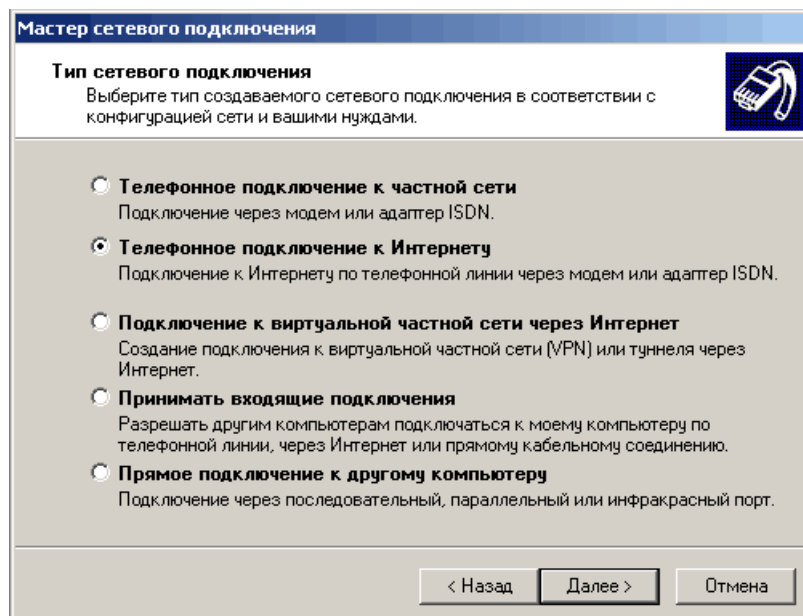 Мастер сетевого подключения
Тип сетевого подключения
Выберите тип создаваемого сетевого подключения в соответствии с
конфигурацией сети и вашими нуждами.
Телефонное подключение к частной сети
Подключение через модем или адаптер ISDN.
Телефонное подключение к Интернету
Подключение к Интернету по телефонной линии через модем или адаптер ISDN.
Подключение к виртуальной частной сети через Интернет
Создание подключения к виртуальной частной сети (VPN) или туннеля через
Интернет.
Принимать входящие подключения
Разрешать другим компьютерам подключаться к моему компьютеру по
телефонной линии, через Интернет или прямому кабельному соединению.
Прямое подключение к другому компьютеру
Подключение через последовательный, параллельный или инфракрасный порт.
< Назад Далее > Отмена